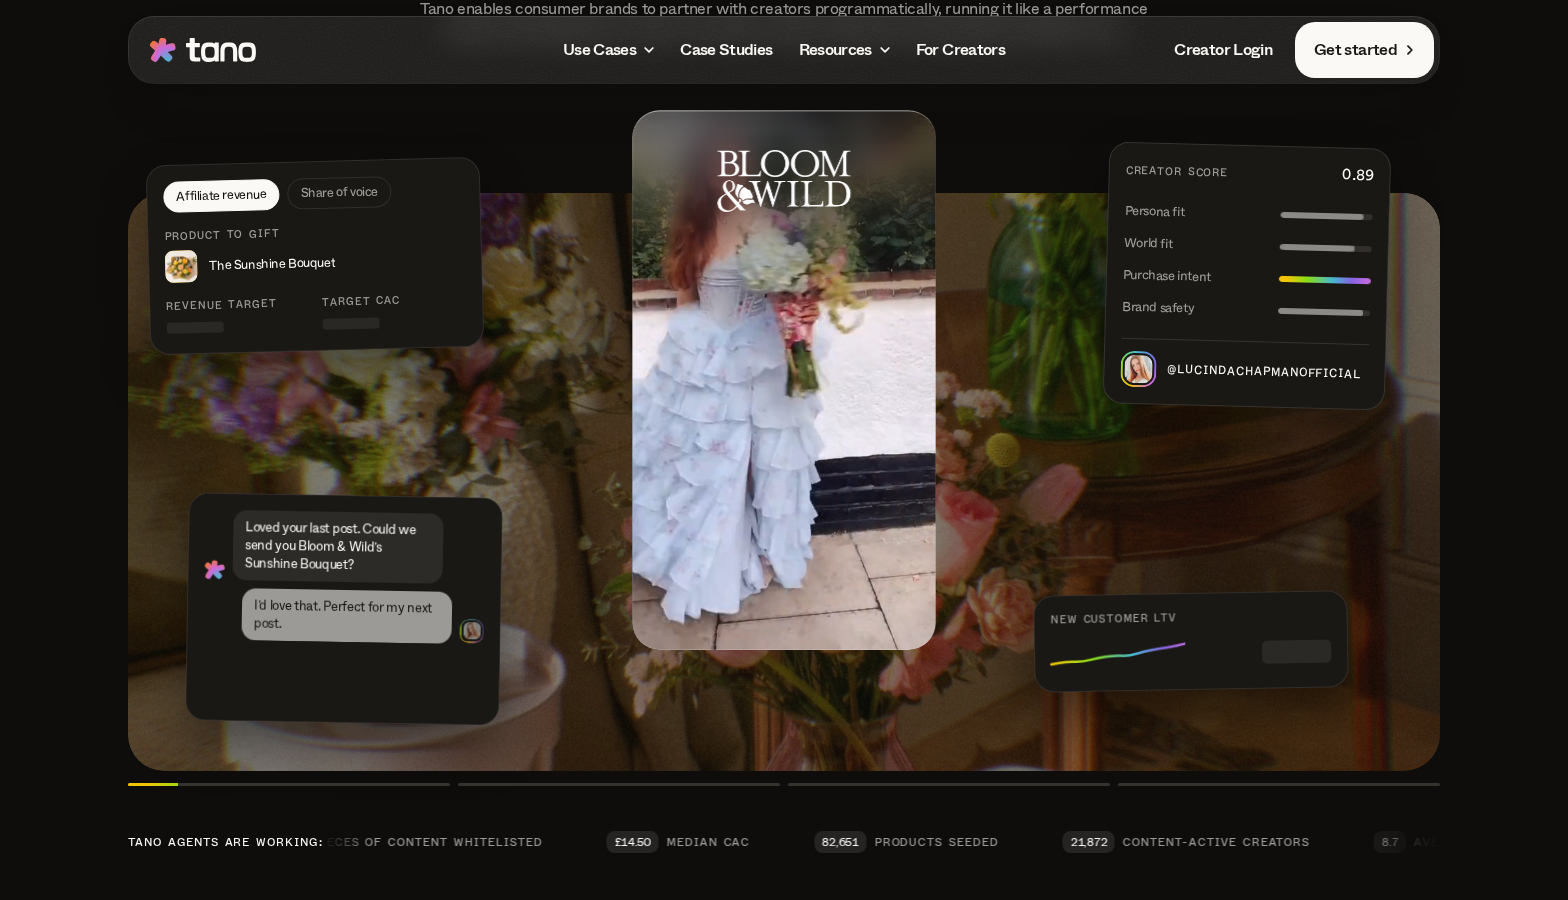 Tano enables consumer brands to partner with creators programmatically, running it like a performance
tano
Use Cases
Case Studies
Resources
For Creators
Creator Login
Get started
Affiliate revenue
Share of voice
PRODUCT TO GIFT
The Sunshine Bouquet
REVENUE TARGET
TARGET CAC
BLOOM
&WILD
CREATOR SCORE
0.89
Persona fit
World fit
Purchase intent
Brand safety
@LUCINDACHAPMANOFFICIAL
Loved your last post. Could we
send you Bloom & Wild's
Sunshine Bouquet?
I'd love that. Perfect for my next
post.
NEW CUSTOMER LTV
TANO AGENTS ARE WORKING:
OF CONTENT WHITELISTED
£14.50 MEDIAN CAC
82,651 PRODUCTS SEEDED
21,872 CONTENT-ACTIVE CREATORS
8.7